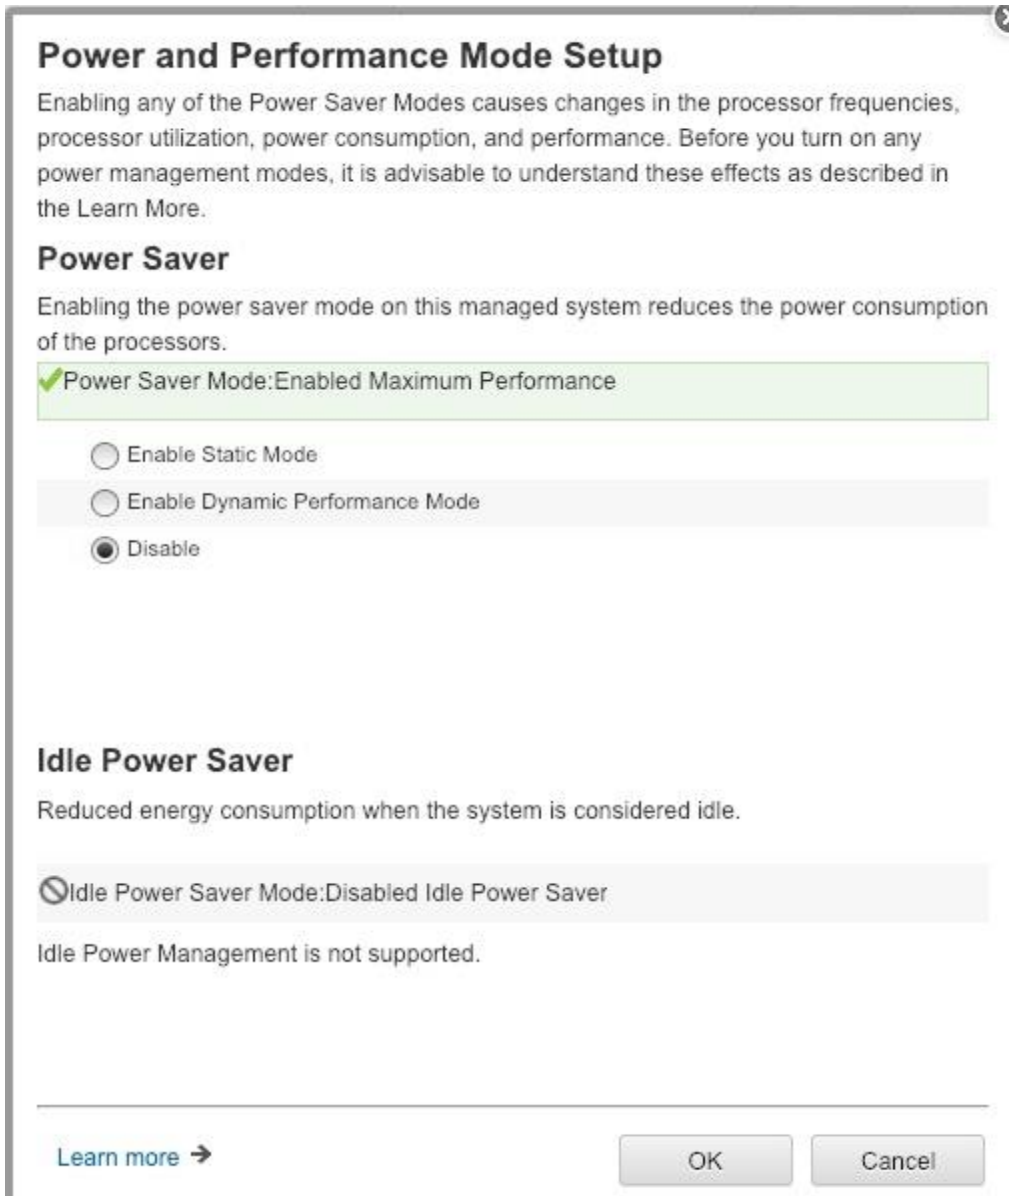 Power and Performance Mode Setup
Enabling any of the Power Saver Modes causes changes in the processor frequencies,
processor utilization, power consumption, and performance. Before you turn on any
power management modes, it is advisable to understand these effects as described in
the Learn More.
Power Saver
Enabling the power saver mode on this managed system reduces the power consumption
of the processors.
Power Saver Mode:Enabled Maximum Performance
Enable Static Mode
Enable Dynamic Performance Mode
Disable
Idle Power Saver
Reduced energy consumption when the system is considered idle.
Idle Power Saver Mode:Disabled Idle Power Saver
Idle Power Management is not supported.
Learn more
OK
Cancel